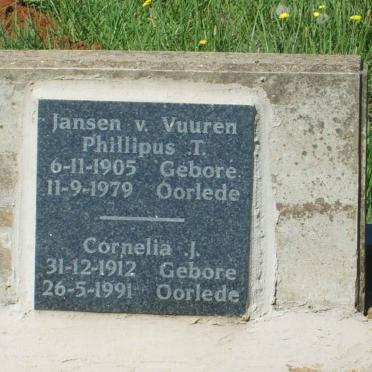 Jansen v. Vuuren
Phillipus T.
6-11-1905 Gebore
11-9-1979 Oorlede
Cornelia J.
31-12-1912 Gebore
26-5-1991 Oorlede